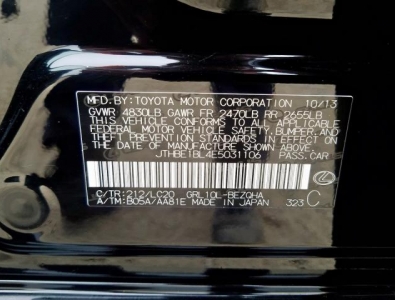 MFD. BY: TOYOTA MOTOR CORPORATION 10/13
GVWR 4830LB GAWR FR 2470LB RR 2655LB
THIS VEHICLE CONFORMS TO ALL APPLICABLE
FEDERAL MOTOR VEHICLE SAFETY, BUMPER, AND
THEFT PREVENTION STANDARDS IN EFFECT ON
THE DATE OF MANUFACTURE SHOWN ABOVE.
JTHBE1BL4E5031106 PASS.CAR
C/TR:212/LC20 GRL10L-BEZQHA
A/TM:B05A/AA81E MADE IN JAPAN 323 C